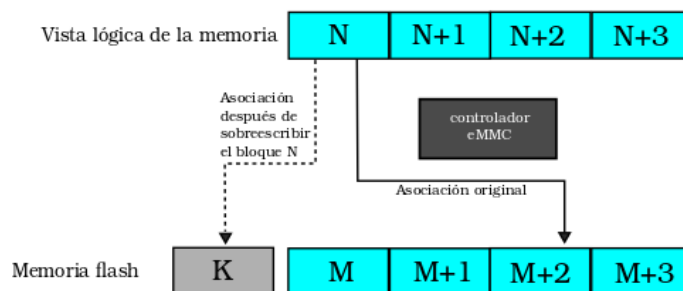 Vista lógica de la memoria
N
N+1
N+2
N+3
Asociación
después de
sobreescribir
el bloque N
controlador
eMMC
Asociación original
Memoria flash
K
M
M+1
M+2
M+3